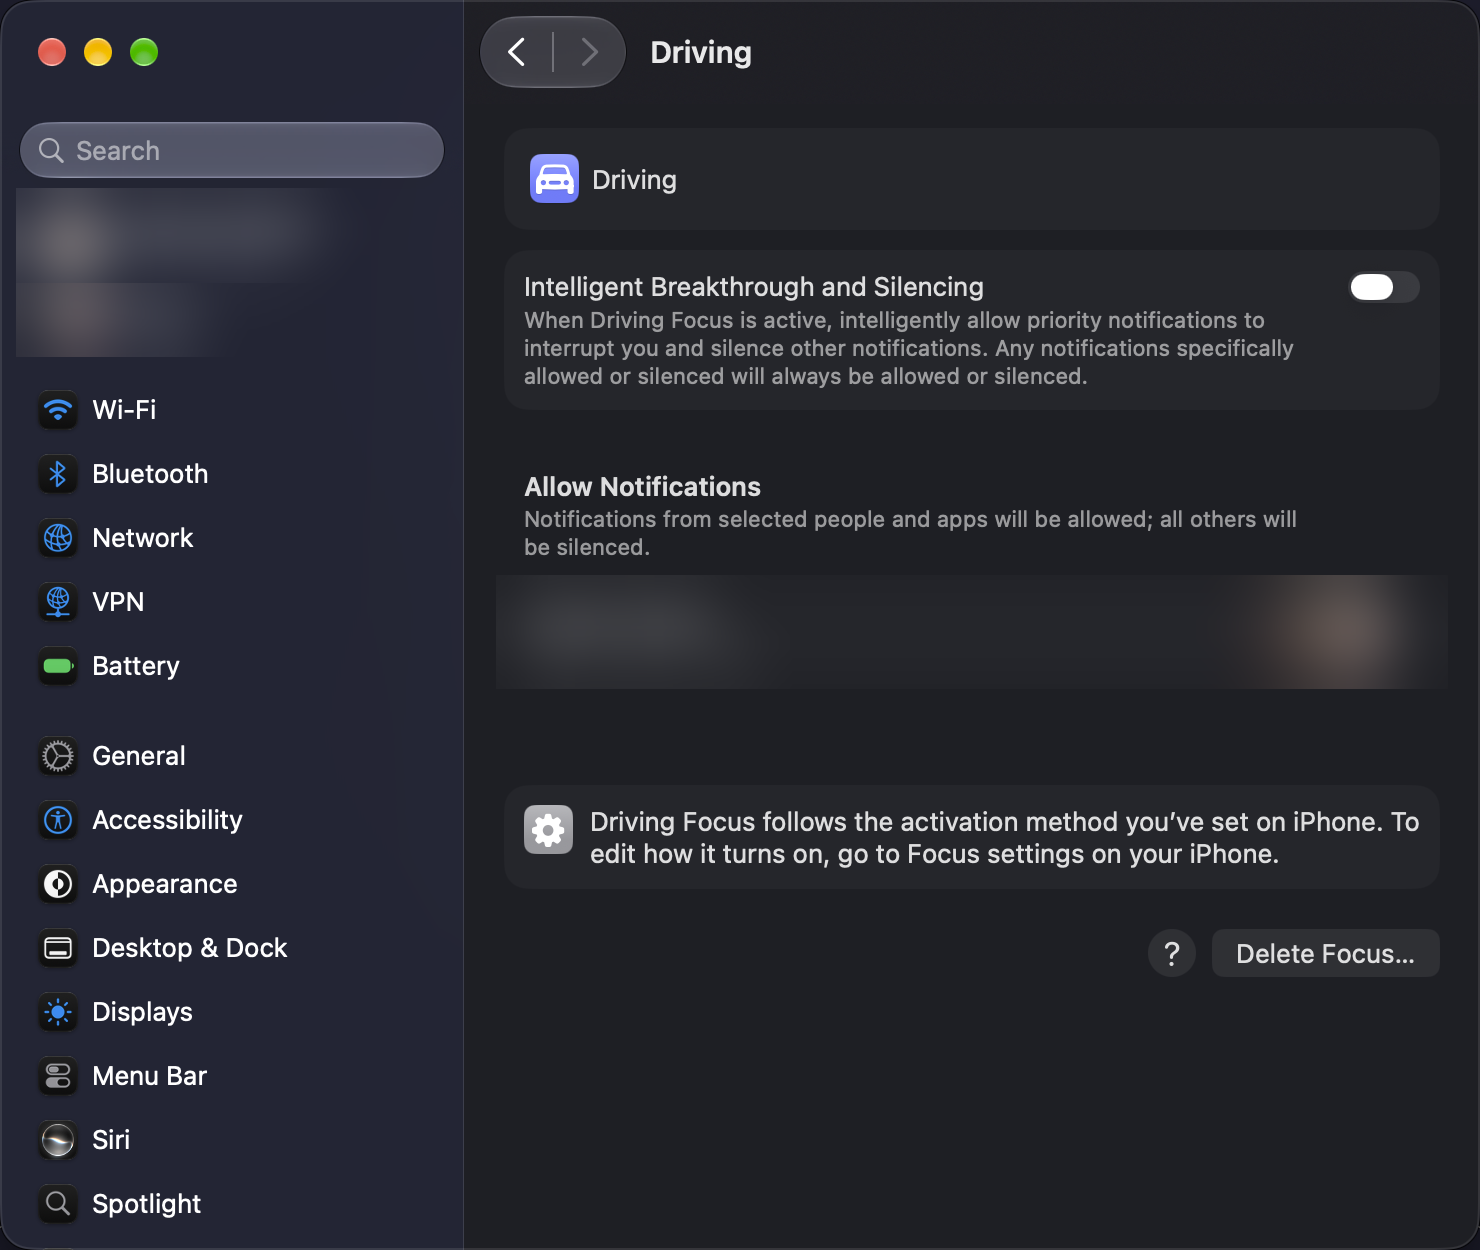 Driving
Search
Wi-Fi
Bluetooth
Network
VPN
Battery
General
Accessibility
Appearance
Desktop & Dock
Displays
Menu Bar
Siri
Spotlight
Driving
Intelligent Breakthrough and Silencing
When Driving Focus is active, intelligently allow priority notifications to
interrupt you and silence other notifications. Any notifications specifically
allowed or silenced will always be allowed or silenced.
Allow Notifications
Notifications from selected people and apps will be allowed; all others will
be silenced.
Driving Focus follows the activation method you’ve set on iPhone. To
edit how it turns on, go to Focus settings on your iPhone.
?
Delete Focus...